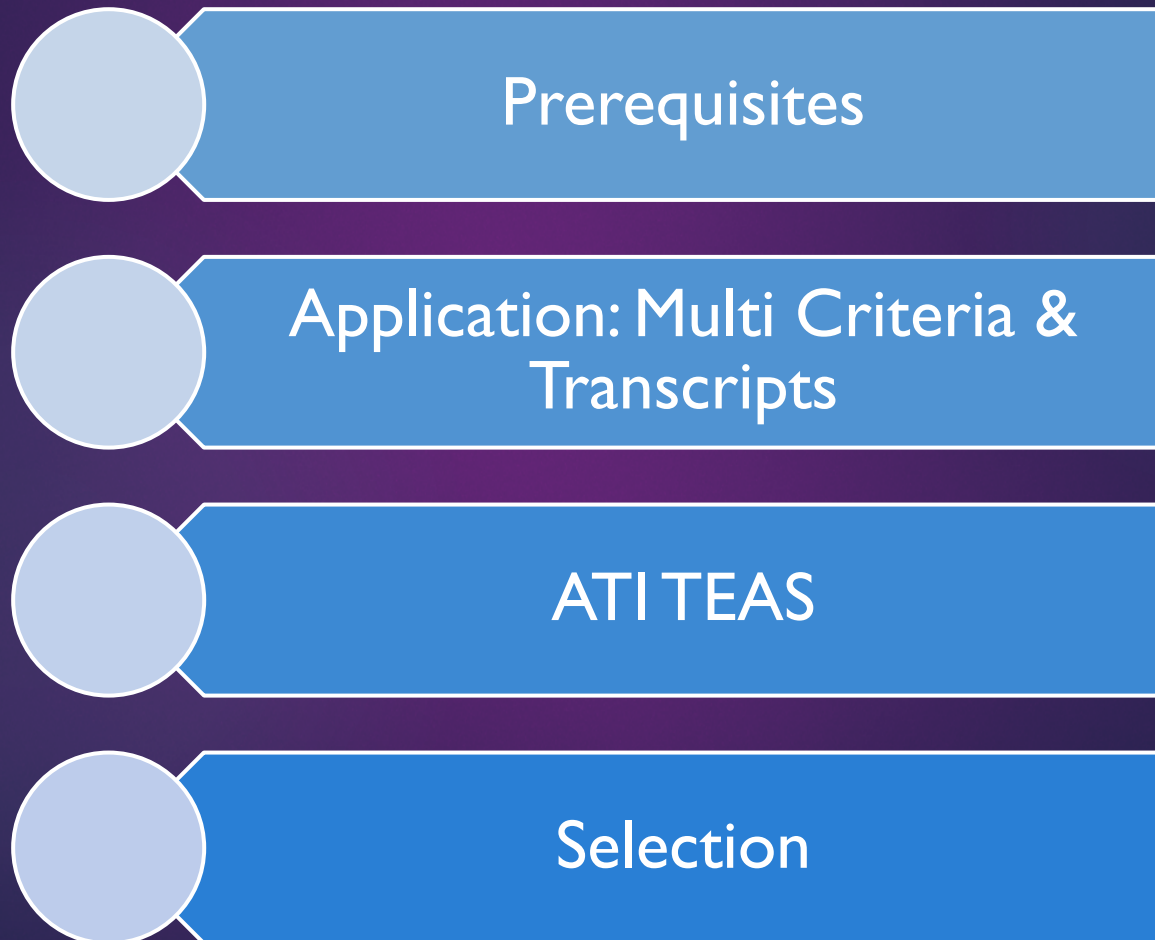 Prerequisites
Application: Multi Criteria &
Transcripts
ATI TEAS
Selection